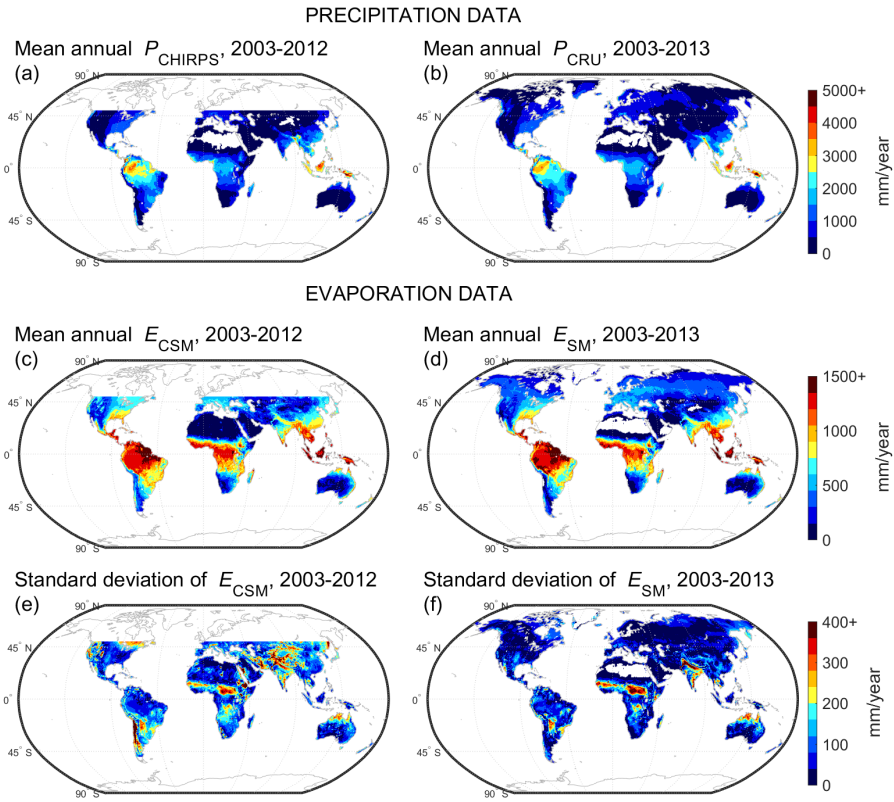 PRECIPITATION DATA
Mean annual P_CHIRPS, 2003-2012
(a)
90° N
45° N
0°
45° S
90° S
Mean annual P_CRU, 2003-2013
(b)
90° N
45° N
0°
45° S
90° S
5000+
4000
3000
2000
1000
0
mm/year
EVAPORATION DATA
Mean annual E_CSM, 2003-2012
(c)
90° N
45° N
0°
45° S
90° S
Mean annual E_SM, 2003-2013
(d)
90° N
45° N
0°
45° S
90° S
1500+
1000
500
0
mm/year
Standard deviation of E_CSM, 2003-2012
(e)
90° N
45° N
0°
45° S
90° S
Standard deviation of E_SM, 2003-2013
(f)
90° N
45° N
0°
45° S
90° S
400+
300
200
100
0
mm/year